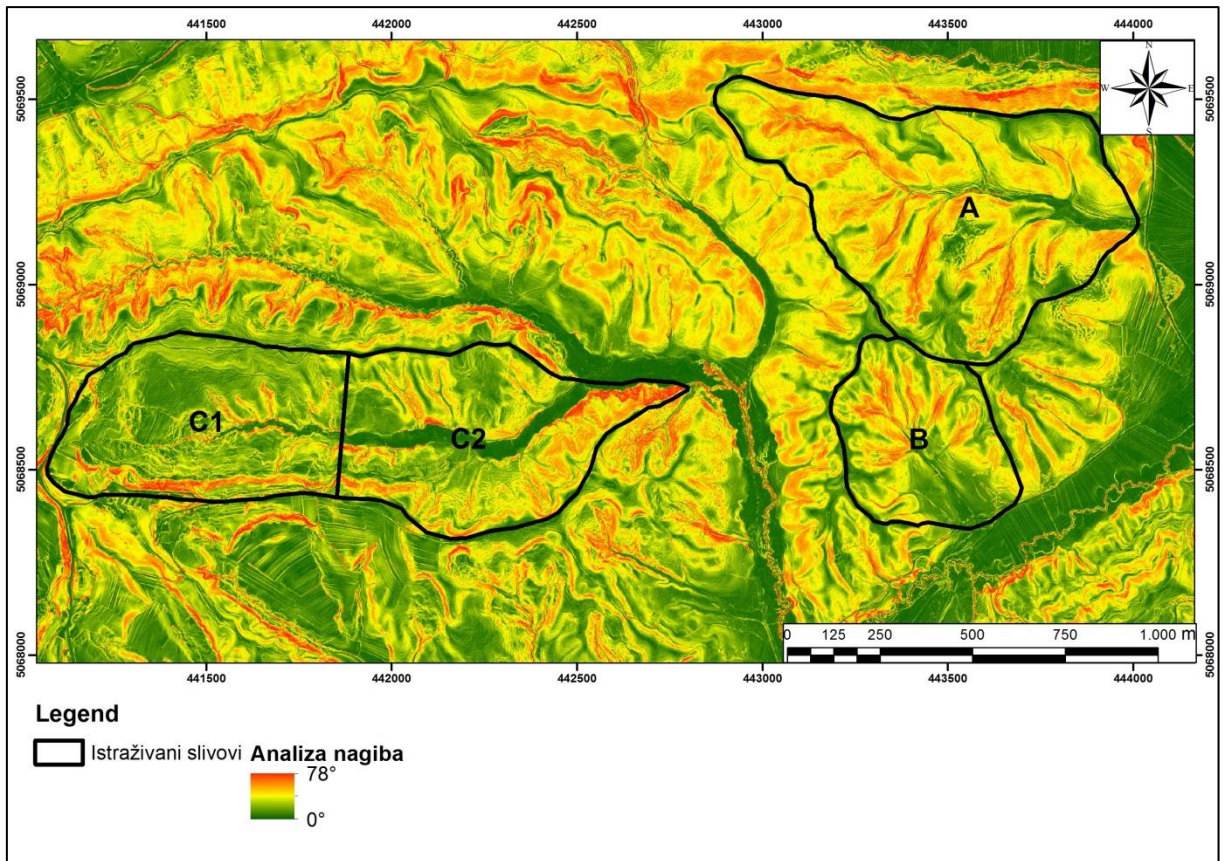 441500 442000 442500 443000 443500 444000
N
W E
S
5069500 5069500
A
5069000 5069000
C1 C2 B
5068500 5068500
0 125 250 500 750 1.000 m
5068000 5068000
441500 442000 442500 443000 443500 444000
Legend
Istraživani slivovi Analiza nagiba
78°
0°